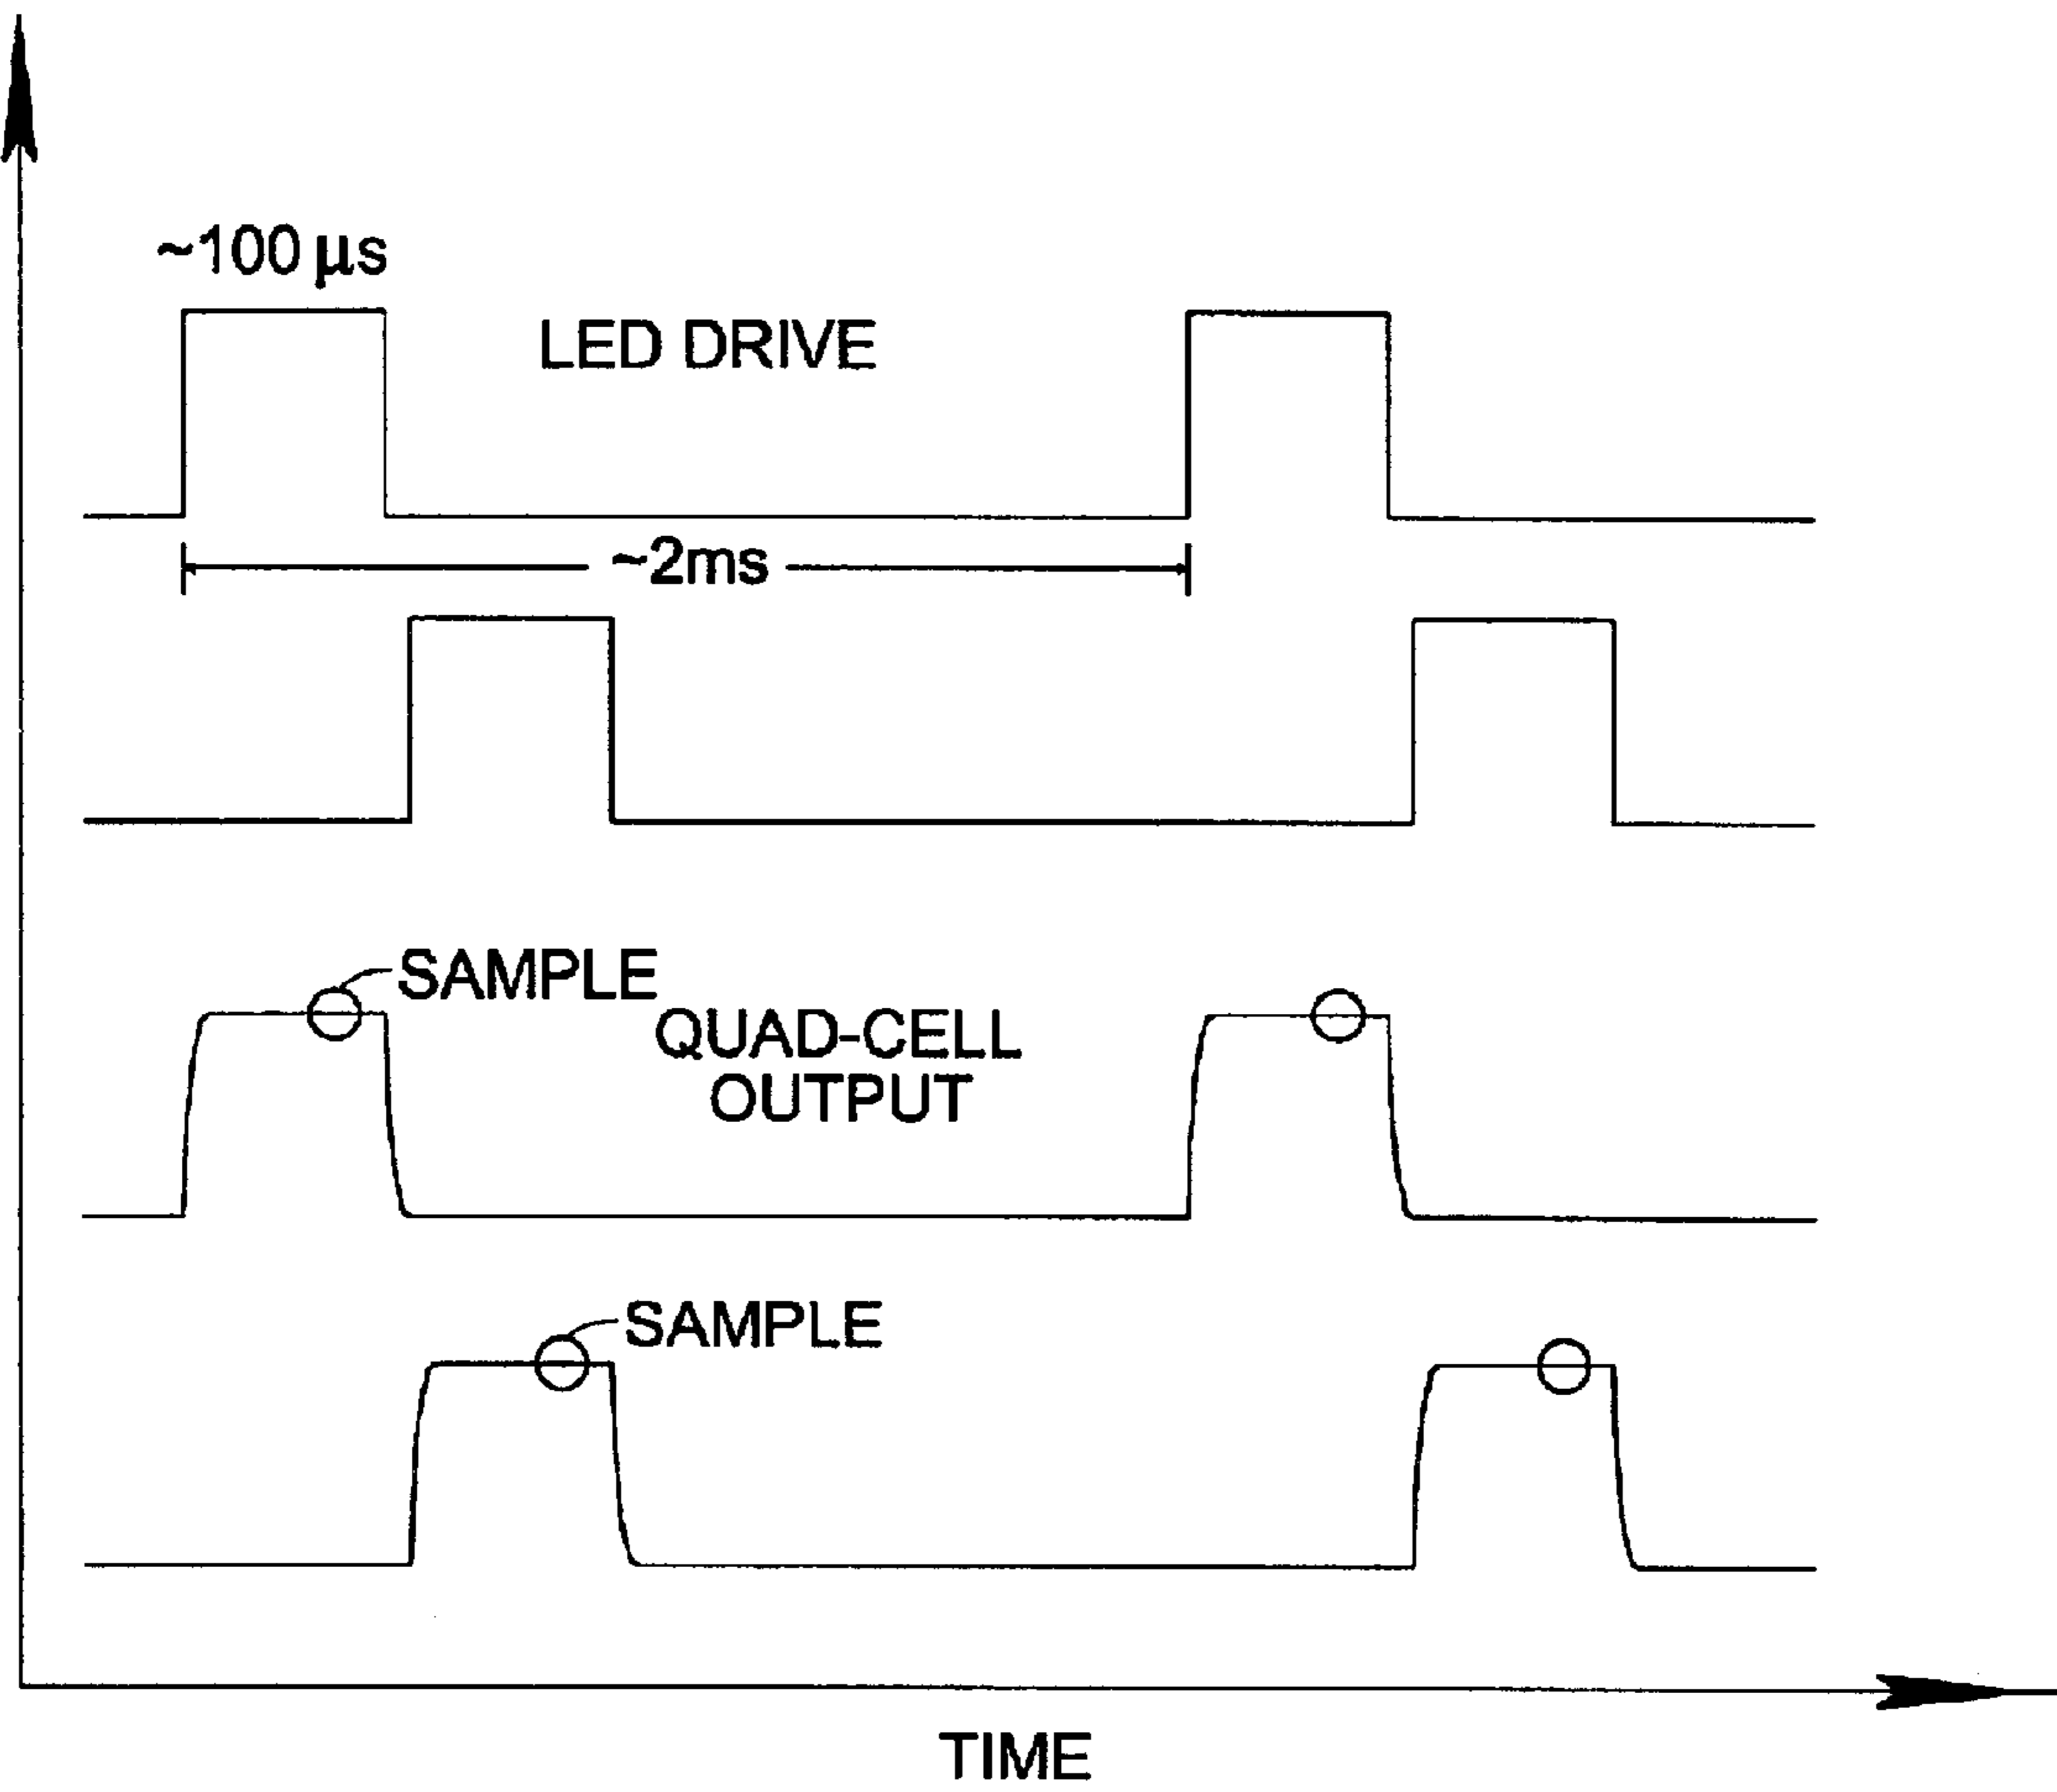 ~100 µs
LED DRIVE
~2ms
SAMPLE
QUAD-CELL
OUTPUT
SAMPLE
TIME